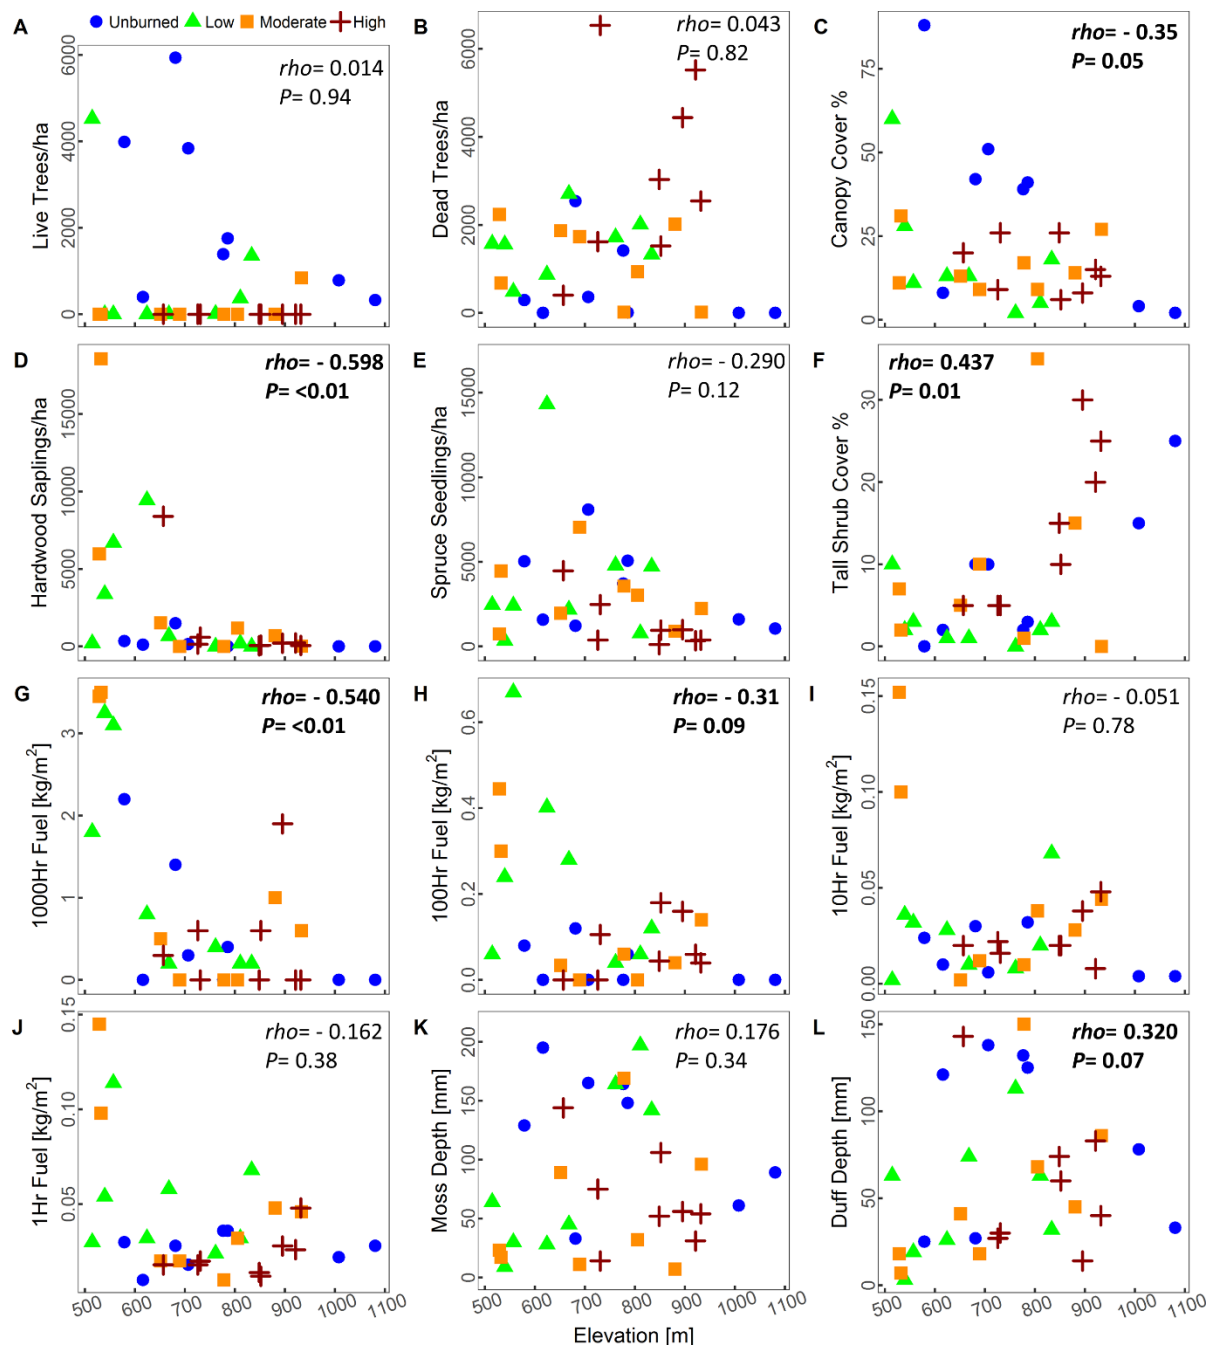 A
Unburned Low Moderate High
rho= 0.014
P= 0.94
Live Trees/ha
0
2000
4000
6000
B
rho= 0.043
P= 0.82
Dead Trees/ha
0
2000
4000
6000
C
rho= - 0.35
P= 0.05
Canopy Cover %
0
25
50
75
D
rho= - 0.598
P= <0.01
Hardwood Saplings/ha
0
5000
10000
15000
E
rho= - 0.290
P= 0.12
Spruce Seedlings/ha
0
5000
10000
15000
F
rho= 0.437
P= 0.01
Tall Shrub Cover %
0
10
20
30
G
rho= - 0.540
P= <0.01
1000Hr Fuel [kg/m²]
0
1
2
3
H
rho= - 0.31
P= 0.09
100Hr Fuel [kg/m²]
0.0
0.2
0.4
0.6
I
rho= - 0.051
P= 0.78
10Hr Fuel [kg/m²]
0.00
0.05
0.10
0.15
J
rho= - 0.162
P= 0.38
1Hr Fuel [kg/m²]
0.05
0.10
0.15
K
rho= 0.176
P= 0.34
Moss Depth [mm]
0
50
100
150
200
L
rho= 0.320
P= 0.07
Duff Depth [mm]
0
50
100
150
500 600 700 800 900 1000 1100
500 600 700 800 900 1000 1100
500 600 700 800 900 1000 1100
Elevation [m]